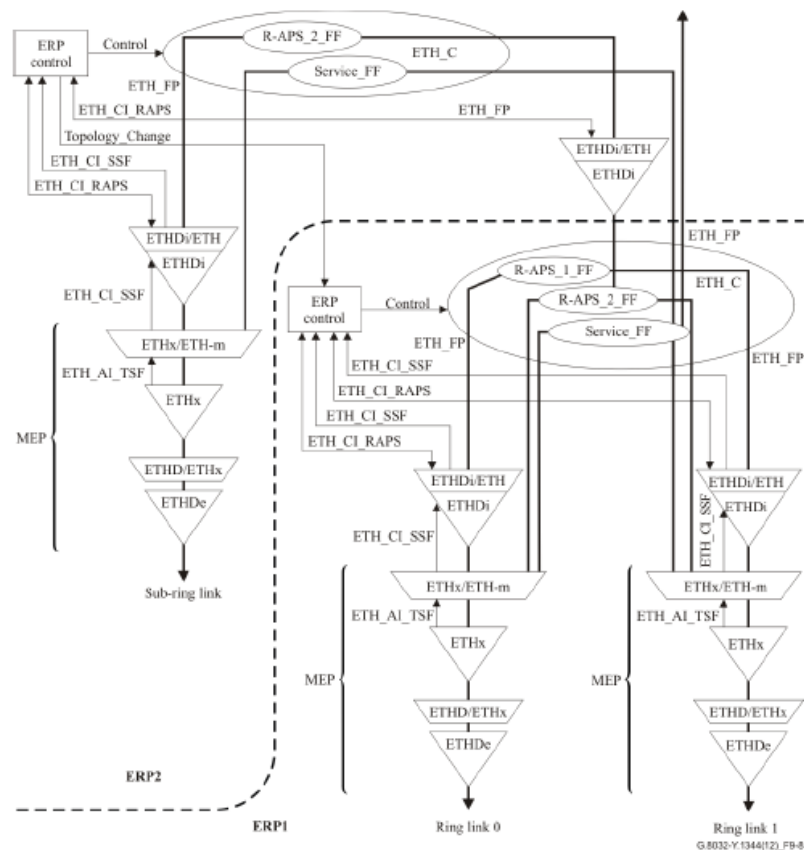 R-APS_2_FF
ERP
control
Control
ETH_C
Service_FF
ETH_FP
ETH_CI_RAPS
ETH_FP
Topology_Change
ETH_CI_SSF
ETH_CI_RAPS
ETHDi/ETH
ETHDi
ETHDi/ETH
ETHDi
ETH_FP
R-APS_1_FF
ETH_C
ETH_CI_SSF
ERP
control
Control
R-APS_2_FF
Service_FF
ETH_FP
ETHx/ETH-m
ETH_CI_SSF
ETH_FP
ETH_AI_TSF
ETHx
ETH_CI_RAPS
ETH_CI_SSF
MEP
ETH_CI_RAPS
ETHD/ETHx
ETHDi/ETH
ETHDi
ETHDi/ETH
ETHDi
ETHDe
ETH_CI_SSF
ETH_CI_SSF
Sub-ring link
ETHx/ETH-m
ETHx/ETH-m
ETH_AI_TSF
ETH_AI_TSF
ETHx
ETHx
MEP
MEP
ETHD/ETHx
ETHD/ETHx
ETHDe
ETHDe
ERP2
ERP1
Ring link 0
Ring link 1
G.8032-Y.1344(12)_F9-8